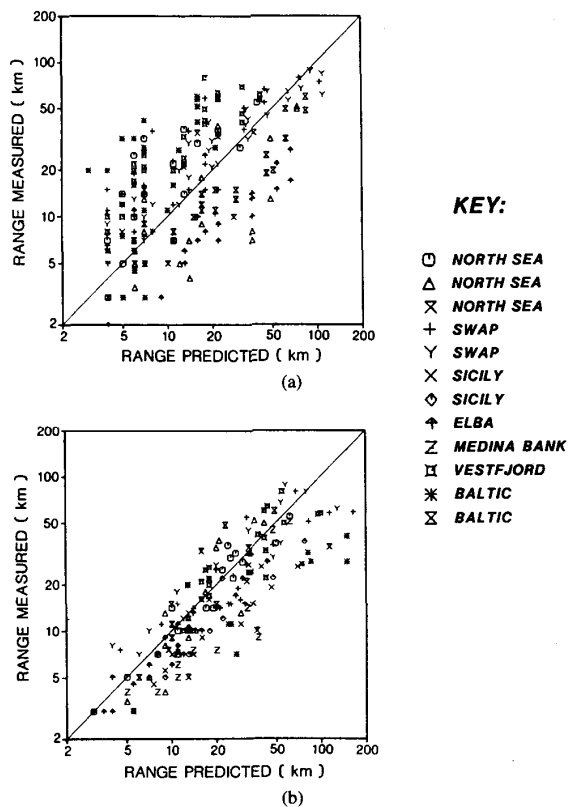 200
100
50
20
10
5
2
RANGE MEASURED ( km )
2 5 10 20 50 100 200
RANGE PREDICTED ( km )
(a)
KEY:
NORTH SEA
NORTH SEA
NORTH SEA
SWAP
SWAP
SICILY
SICILY
ELBA
MEDINA BANK
VESTFJORD
BALTIC
BALTIC
200
100
50
20
10
5
2
RANGE MEASURED ( km )
2 5 10 20 50 100 200
RANGE PREDICTED ( km )
(b)